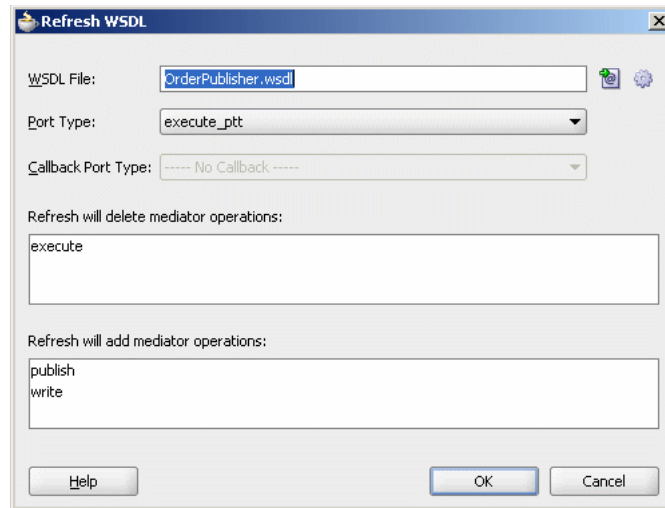 Refresh WSDL
WSDL File: OrderPublisher.wsdl
Port Type: execute_ptt
Callback Port Type: ----- No Callback -----
Refresh will delete mediator operations:
execute
Refresh will add mediator operations:
publish
write
Help OK Cancel